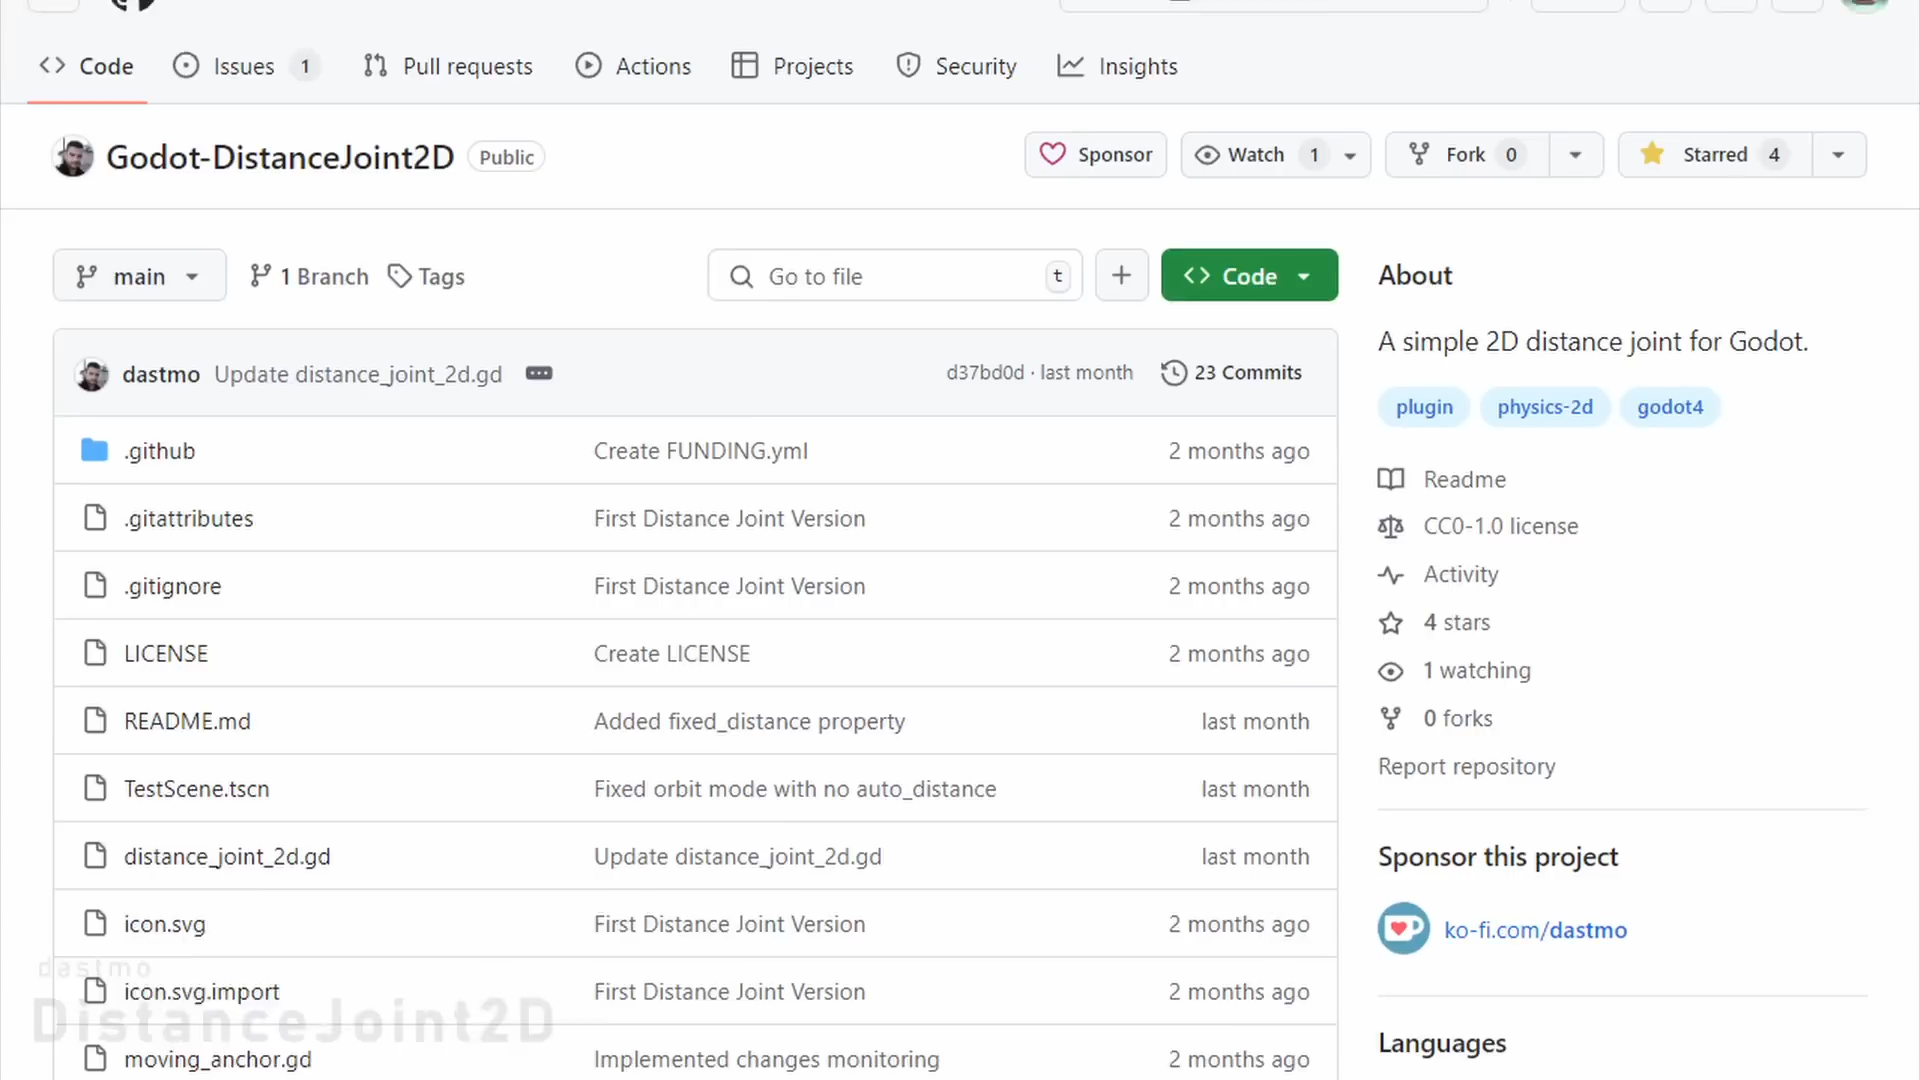 Code Issues 1 Pull requests Actions Projects Security Insights
Godot-DistanceJoint2D Public Sponsor Watch 1 Fork 0 Starred 4
main 1 Branch Tags Go to file t + Code
About
A simple 2D distance joint for Godot.
plugin physics-2d godot4
Readme
CC0-1.0 license
Activity
4 stars
1 watching
0 forks
Report repository
Sponsor this project
ko-fi.com/dastmo
Languages
dastmo Update distance_joint_2d.gd d37bd0d · last month 23 Commits
.github Create FUNDING.yml 2 months ago
.gitattributes First Distance Joint Version 2 months ago
.gitignore First Distance Joint Version 2 months ago
LICENSE Create LICENSE 2 months ago
README.md Added fixed_distance property last month
TestScene.tscn Fixed orbit mode with no auto_distance last month
distance_joint_2d.gd Update distance_joint_2d.gd last month
icon.svg First Distance Joint Version 2 months ago
icon.svg.import First Distance Joint Version 2 months ago
moving_anchor.gd Implemented changes monitoring 2 months ago
dastmo
DistanceJoint2D